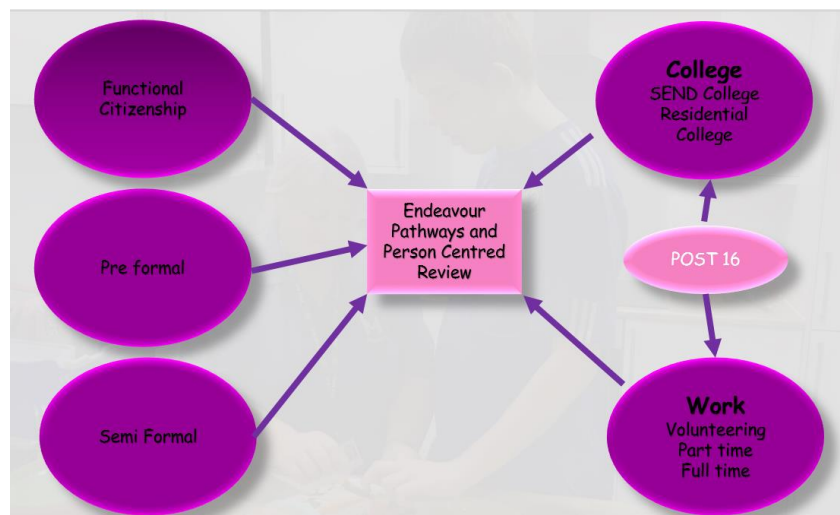 Functional
Citizenship
Pre formal
Semi Formal
Endeavour
Pathways and
Person Centred
Review
College
SEND College
Residential
College
POST 16
Work
Volunteering
Part time
Full time